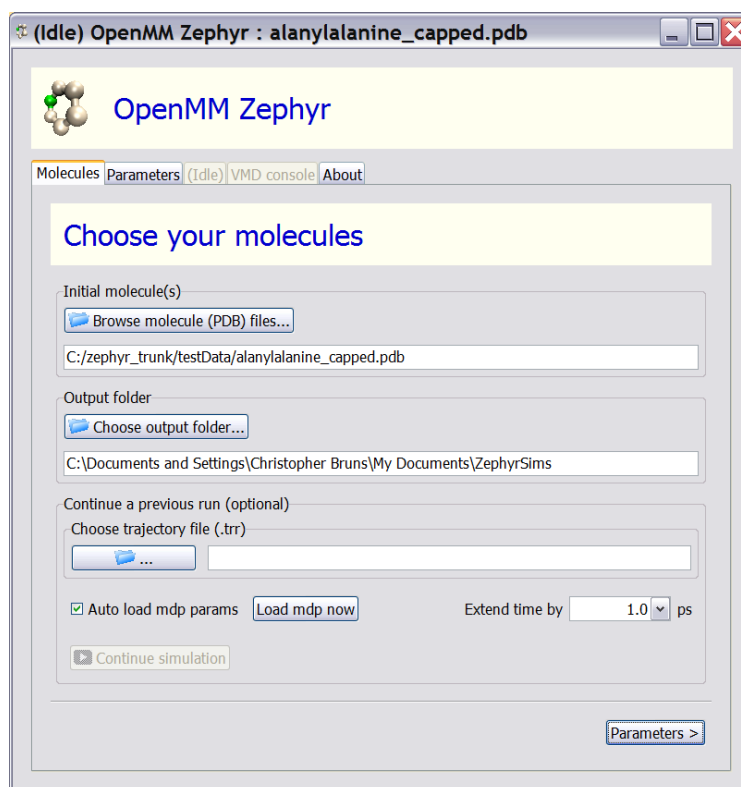 (Idle) OpenMM Zephyr : alanylalanine_capped.pdb
OpenMM Zephyr
Molecules Parameters (Idle) VMD console About
Choose your molecules
Initial molecule(s)
Browse molecule (PDB) files...
C:/zephyr_trunk/testData/alanylalanine_capped.pdb
Output folder
Choose output folder...
C:\Documents and Settings\Christopher Bruns\My Documents\ZephyrSims
Continue a previous run (optional)
Choose trajectory file (.trr)
...
Auto load mdp params Load mdp now Extend time by 1.0 ps
Continue simulation
Parameters >